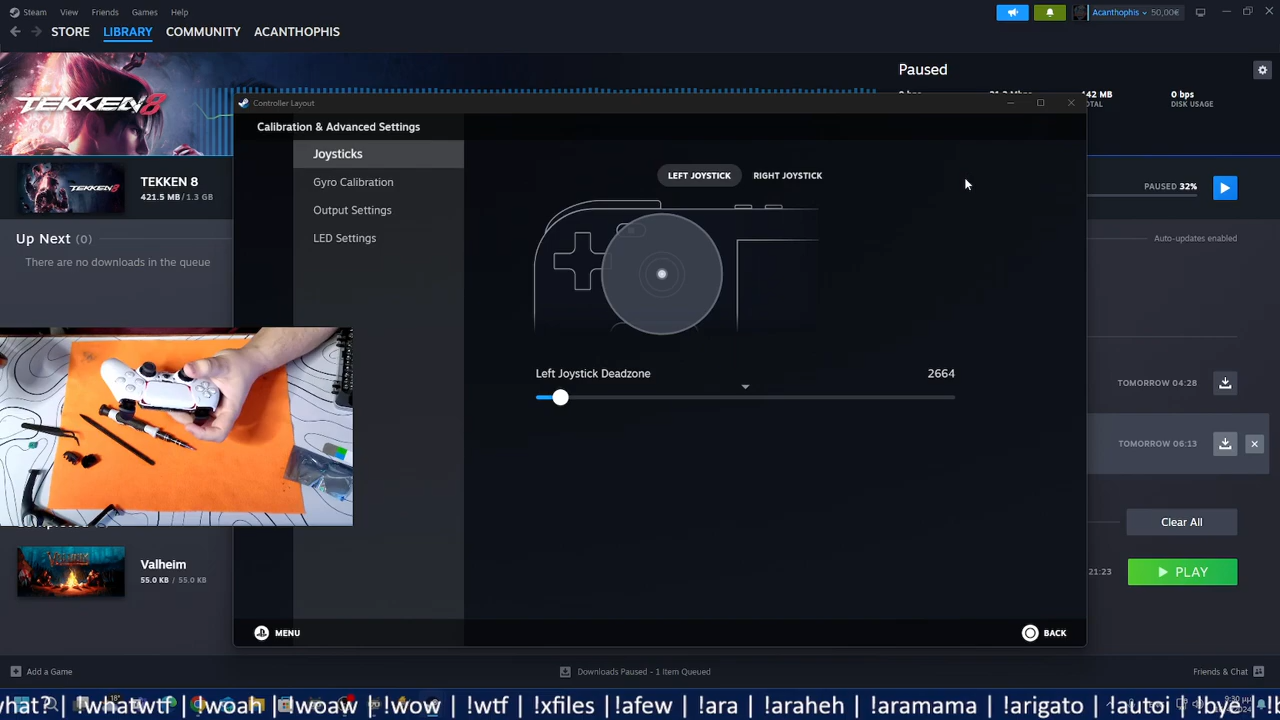 Steam View Friends Games Help
Acanthophis 50,00€
STORE LIBRARY COMMUNITY ACANTHOPHIS
Paused
TEKKEN 8
Controller Layout
442 MB
0 bps
TOTAL
DISK USAGE
Calibration & Advanced Settings
Joysticks
LEFT JOYSTICK RIGHT JOYSTICK
TEKKEN 8
421.5 MB / 1.3 GB
PAUSED 32%
Gyro Calibration
Output Settings
LED Settings
Up Next (0)
There are no downloads in the queue
Auto-updates enabled
Left Joystick Deadzone 2664
TOMORROW 04:28
TOMORROW 06:13
Clear All
VALHEIM
Valheim
55.0 KB / 55.0 KB
21:23
PLAY
MENU
BACK
Add a Game
Downloads Paused - 1 Item Queued
Friends & Chat
what? | !whatwtf | !woah | !woaw | !wow | !wtf | !xfiles | !afew | !ara | !araheh | !aramama | !arigato | !autoi | !bye | !b